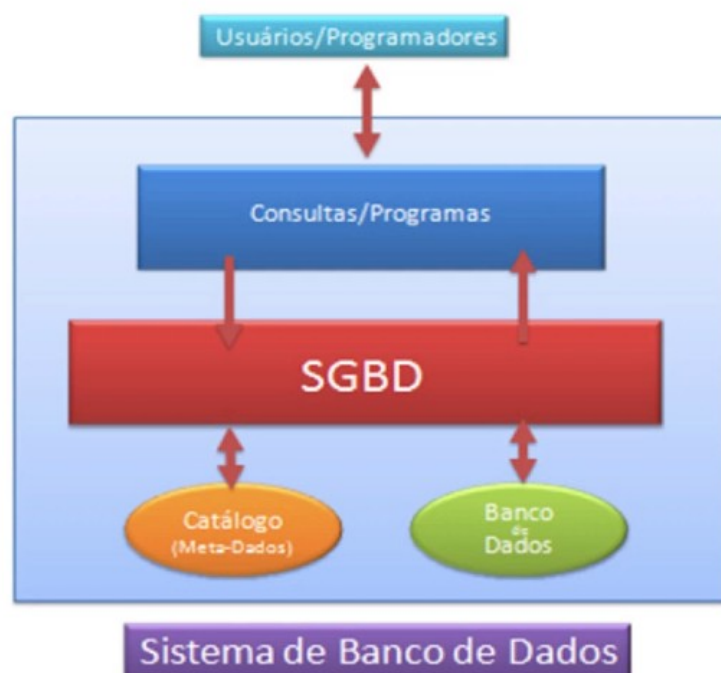 Usuários/Programadores
Consultas/Programas
SGBD
Catálogo
(Meta-Dados)
Banco
de
Dados
Sistema de Banco de Dados